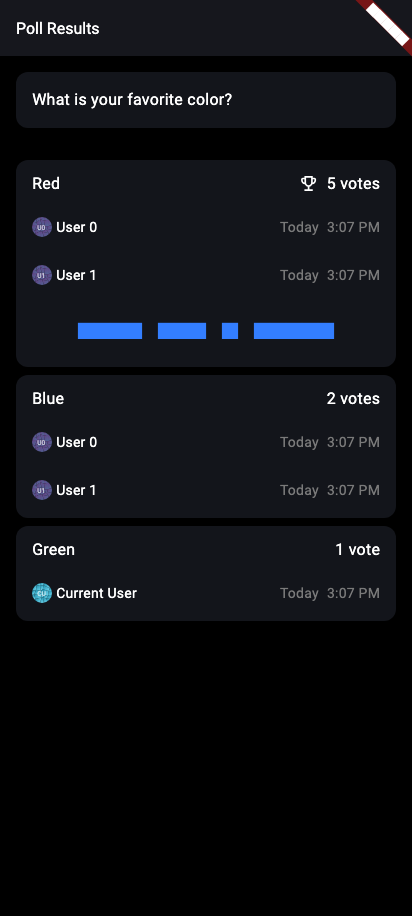 Poll Results
What is your favorite color?
Red 5 votes
U0 User 0 Today 3:07 PM
U1 User 1 Today 3:07 PM
Blue 2 votes
U0 User 0 Today 3:07 PM
U1 User 1 Today 3:07 PM
Green 1 vote
CU Current User Today 3:07 PM